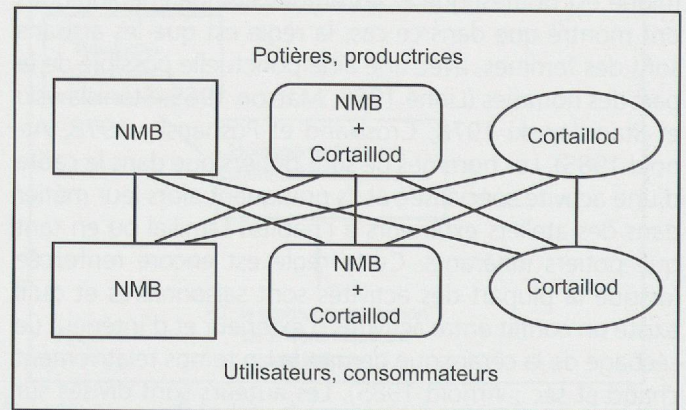 Potières, productrices
NMB
NMB
+
Cortaillod
Cortaillod
NMB
NMB
+
Cortaillod
Cortaillod
Utilisateurs, consommateurs